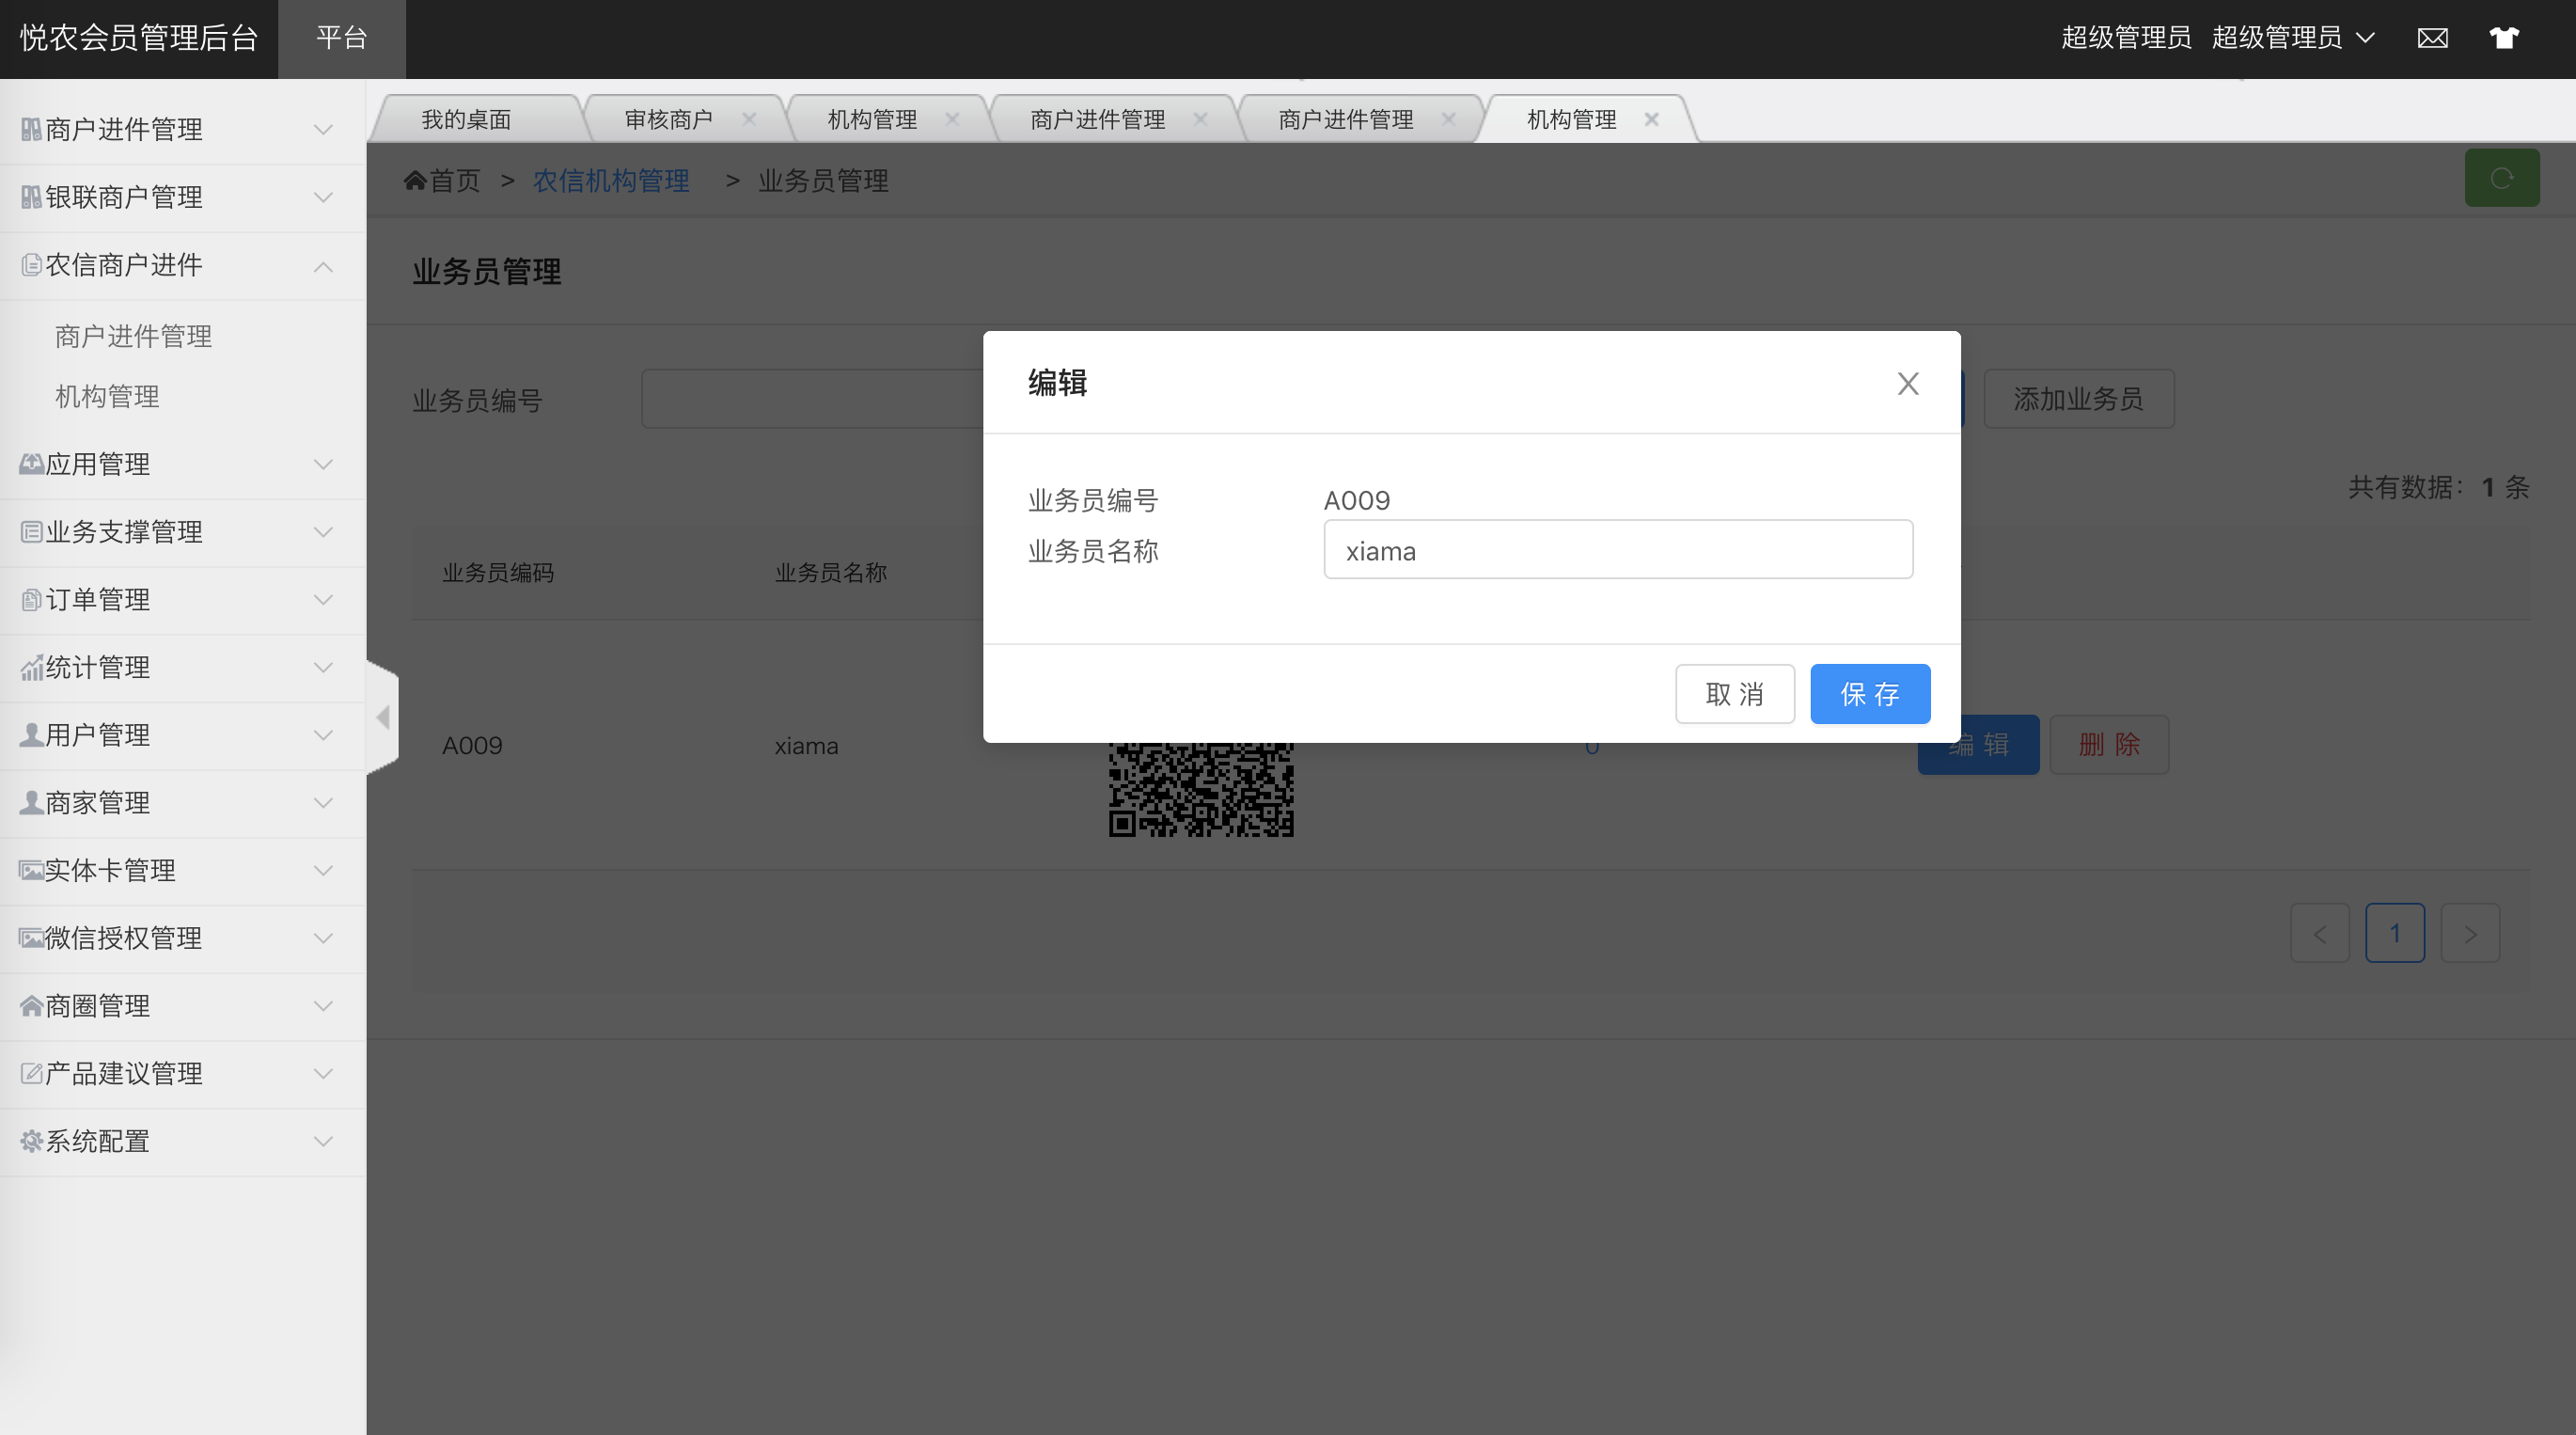 悦农会员管理后台
平台
超级管理员 超级管理员
商户进件管理
银联商户管理
农信商户进件
商户进件管理
机构管理
应用管理
业务支撑管理
订单管理
统计管理
用户管理
商家管理
实体卡管理
微信授权管理
商圈管理
产品建议管理
系统配置
我的桌面 审核商户 机构管理 商户进件管理 商户进件管理 机构管理
首页 > 农信机构管理 > 业务员管理
业务员管理
业务员编号
添加业务员
共有数据：1 条
业务员编码 业务员名称
A009 xiama 0 编 辑 删 除
< 1 >
编辑
业务员编号 A009
业务员名称 xiama
取 消 保 存